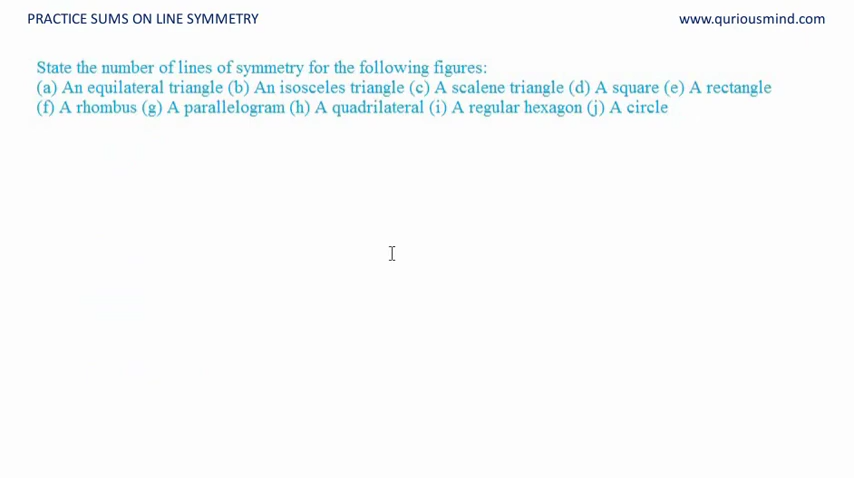 PRACTICE SUMS ON LINE SYMMETRY
www.quriousmind.com
State the number of lines of symmetry for the following figures:
(a) An equilateral triangle (b) An isosceles triangle (c) A scalene triangle (d) A square (e) A rectangle
(f) A rhombus (g) A parallelogram (h) A quadrilateral (i) A regular hexagon (j) A circle